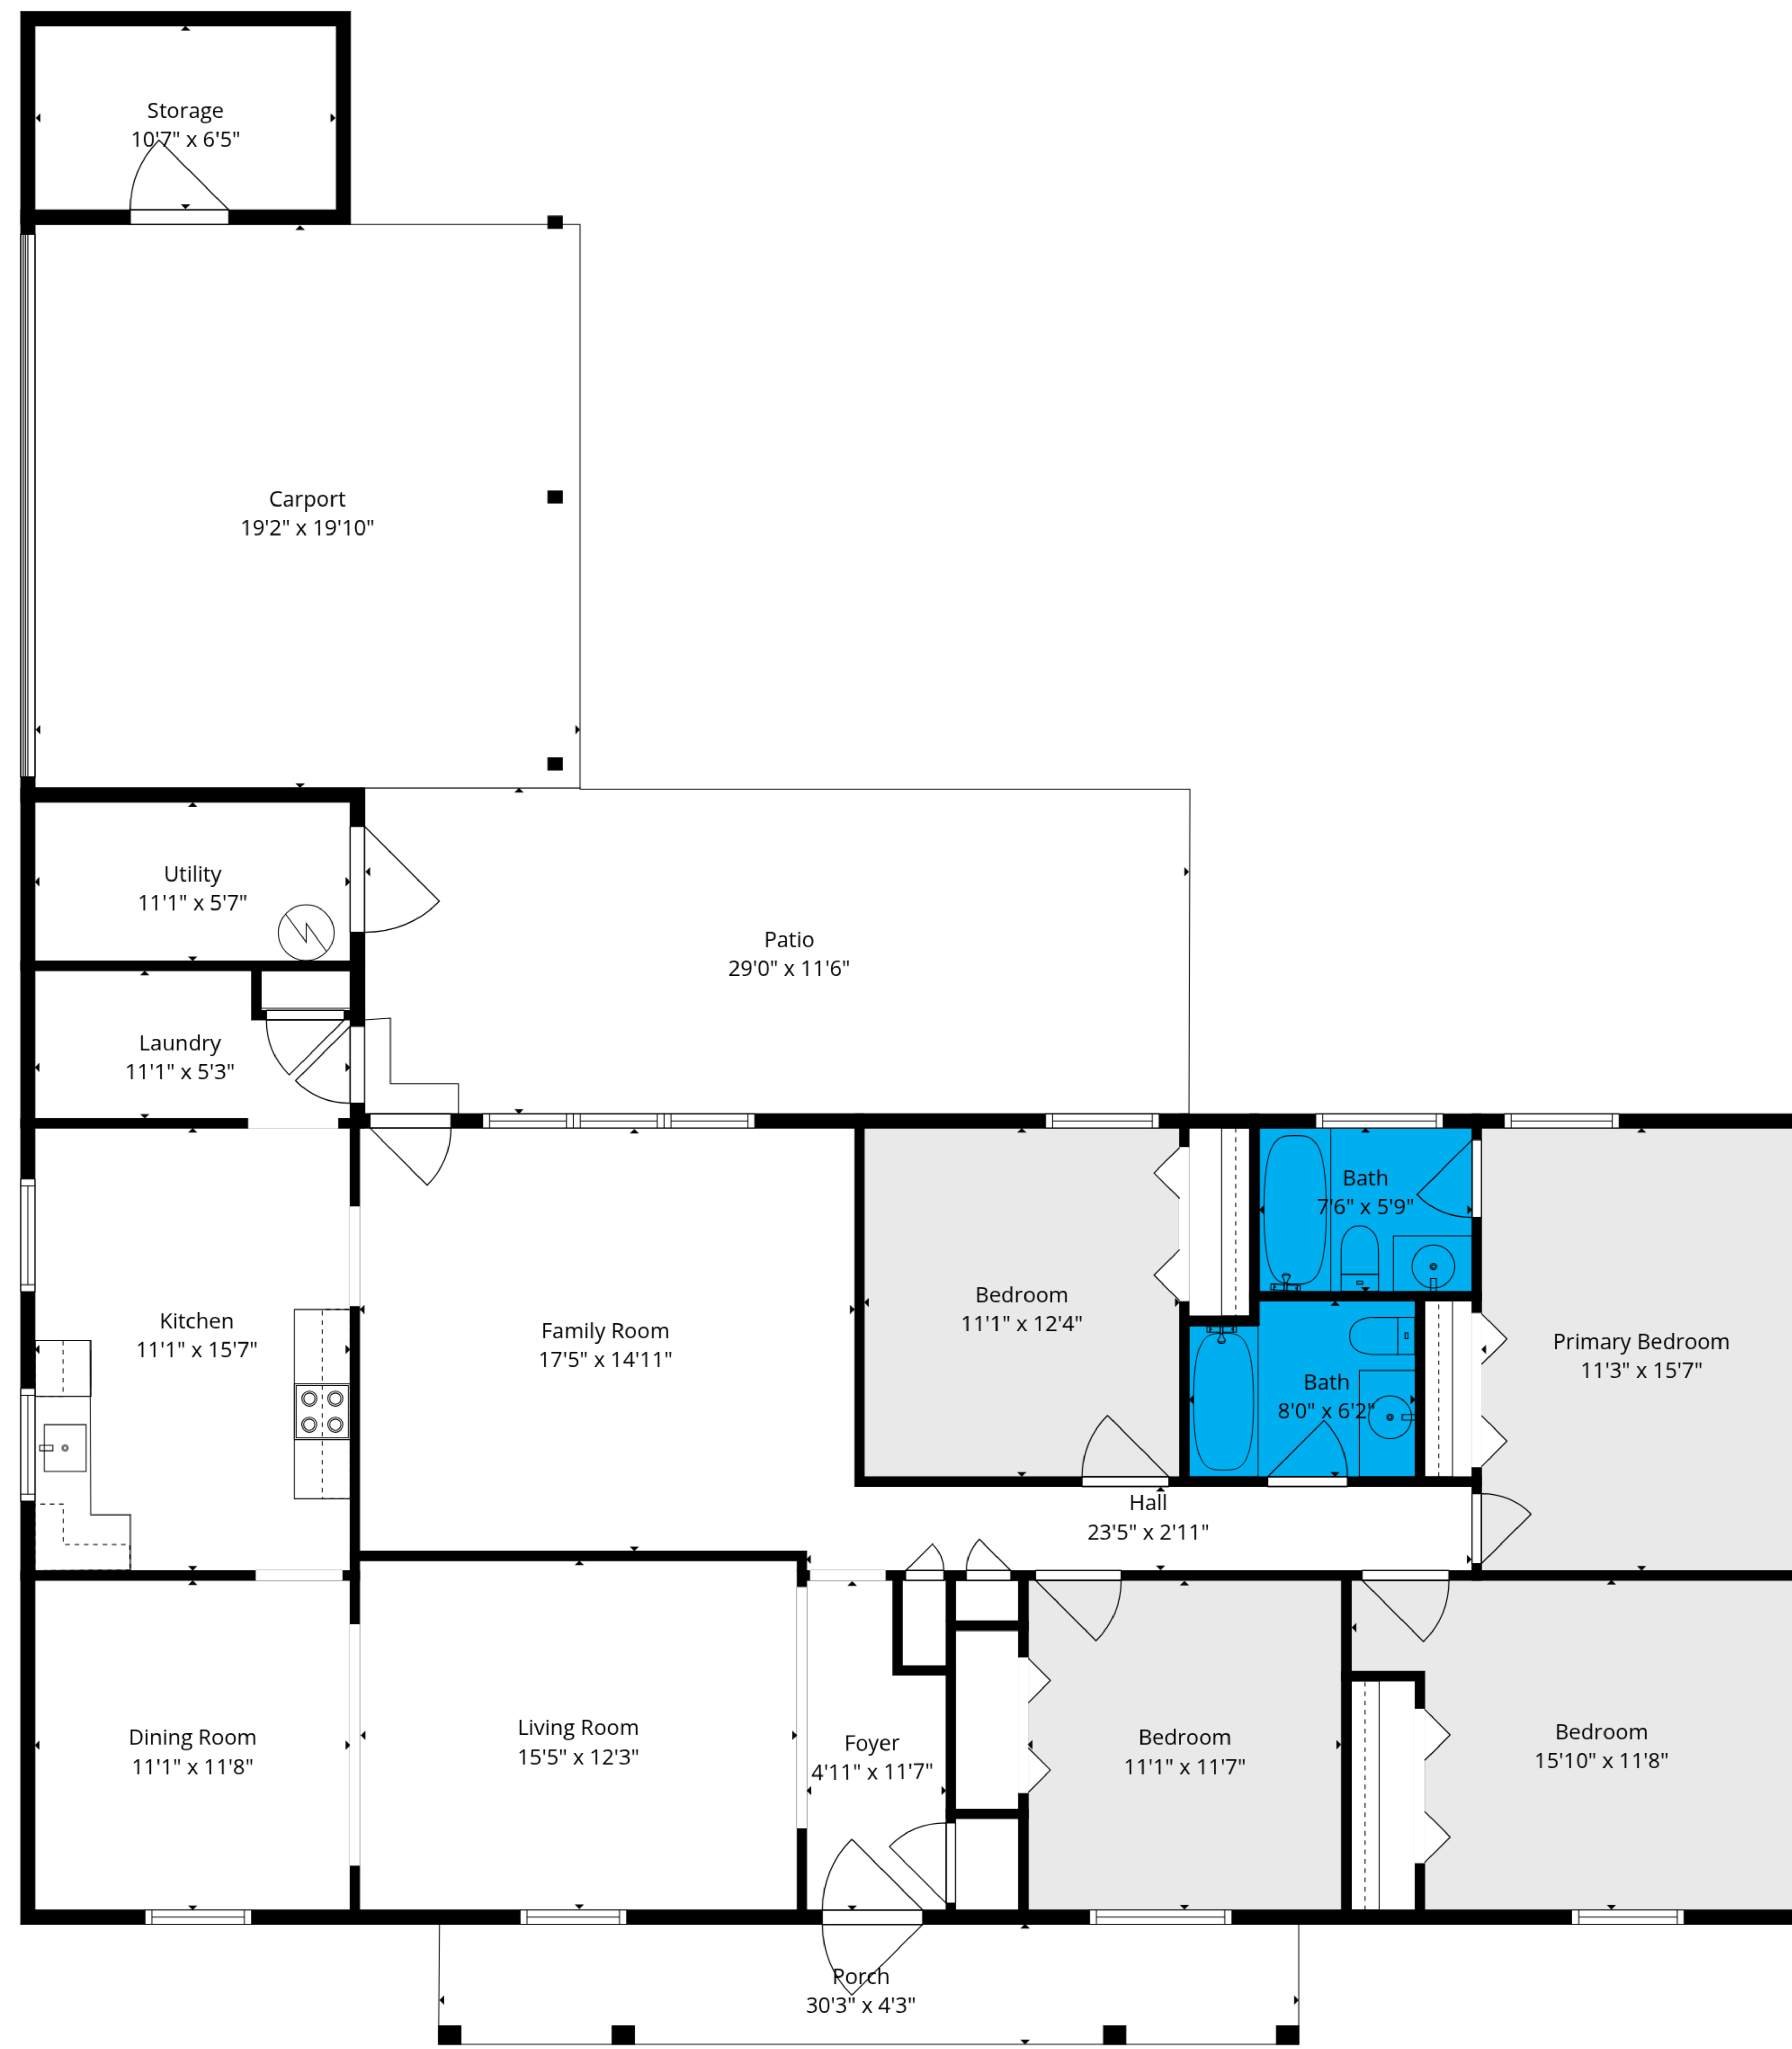 Storage
10'7" x 6'5"
Carport
19'2" x 19'10"
Utility
11'1" x 5'7"
Patio
29'0" x 11'6"
Laundry
11'1" x 5'3"
Bath
7'6" x 5'9"
Bedroom
11'1" x 12'4"
Kitchen
11'1" x 15'7"
Family Room
17'5" x 14'11"
Primary Bedroom
11'3" x 15'7"
Bath
8'0" x 6'2"
Hall
23'5" x 2'11"
Dining Room
11'1" x 11'8"
Living Room
15'5" x 12'3"
Foyer
4'11" x 11'7"
Bedroom
11'1" x 11'7"
Bedroom
15'10" x 11'8"
Porch
30'3" x 4'3"